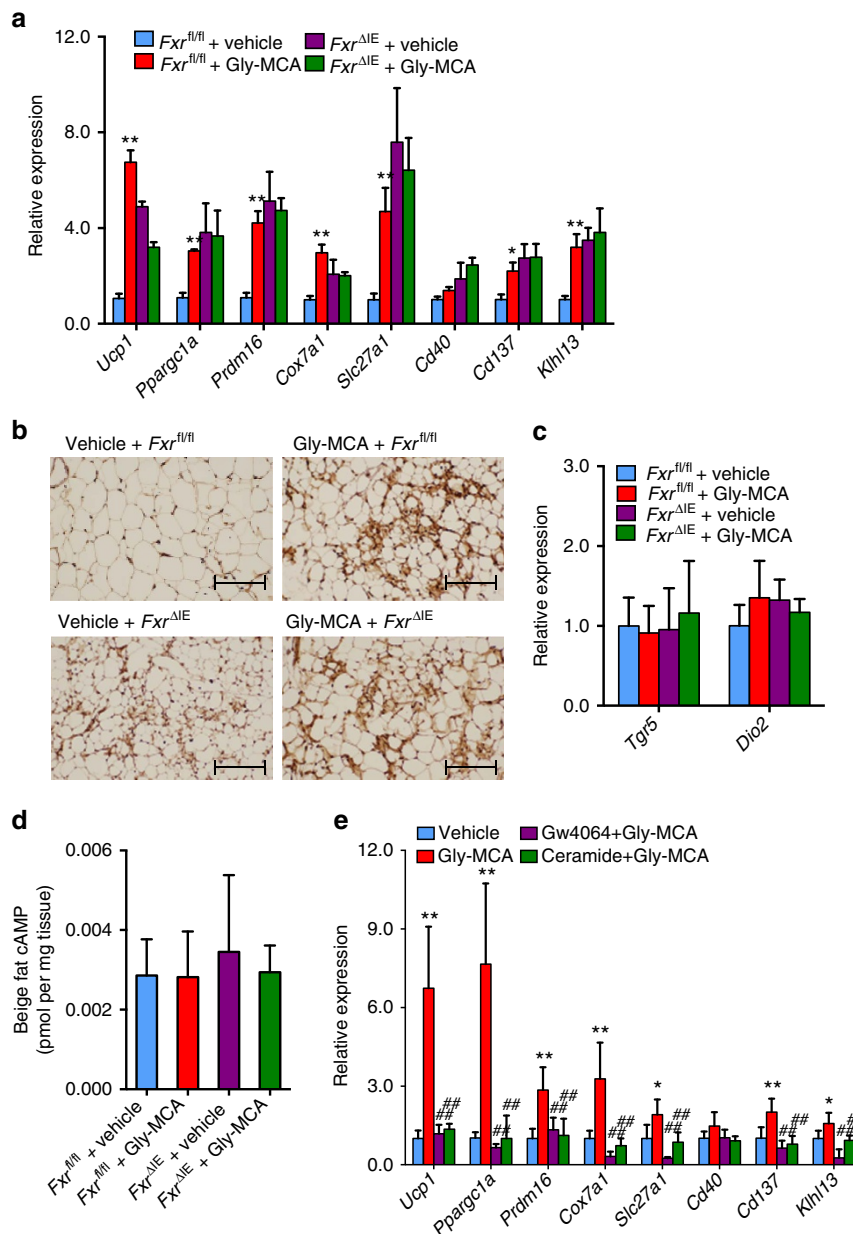 a
Fxr^fl/fl + vehicle
Fxr^fl/fl + Gly-MCA
Fxr^ΔIE + vehicle
Fxr^ΔIE + Gly-MCA
Relative expression
12.0
8.0
4.0
0.0
** ** ** ** ** * **
Ucp1
Ppargc1a
Prdm16
Cox7a1
Slc27a1
Cd40
Cd137
Klhl13
b
Vehicle + Fxr^fl/fl
Gly-MCA + Fxr^fl/fl
Vehicle + Fxr^ΔIE
Gly-MCA + Fxr^ΔIE
c
Fxr^fl/fl + vehicle
Fxr^fl/fl + Gly-MCA
Fxr^ΔIE + vehicle
Fxr^ΔIE + Gly-MCA
Relative expression
3.0
2.0
1.0
0.0
Tgr5
Dio2
d
Beige fat cAMP
(pmol per mg tissue)
0.006
0.004
0.002
0.000
Fxr^fl/fl + vehicle
Fxr^fl/fl + Gly-MCA
Fxr^ΔIE + vehicle
Fxr^ΔIE + Gly-MCA
e
Vehicle
Gly-MCA
Gw4064+Gly-MCA
Ceramide+Gly-MCA
Relative expression
12.0
9.0
6.0
3.0
0.0
** ** ** ** * ** *
## ## ## ## ## ## ## ## ## ## ## ## ## ##
Ucp1
Ppargc1a
Prdm16
Cox7a1
Slc27a1
Cd40
Cd137
Klhl13